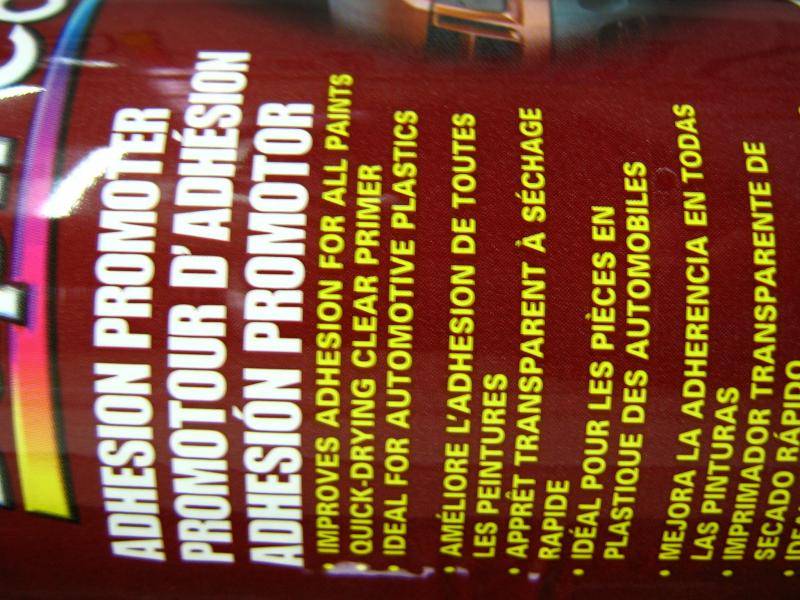 ADHESION PROMOTER
PROMOTOUR D'ADHÉSION
ADHESIÓN PROMOTOR
• IMPROVES ADHESION FOR ALL PAINTS
• QUICK-DRYING CLEAR PRIMER
• IDEAL FOR AUTOMOTIVE PLASTICS
• AMÉLIORE L'ADHESION DE TOUTES
LES PEINTURES
• APPRÊT TRANSPARENT À SÉCHAGE
RAPIDE
• IDÉAL POUR LES PIÈCES EN
PLASTIQUE DES AUTOMOBILES
• MEJORA LA ADHERENCIA EN TODAS
LAS PINTURAS
• IMPRIMADOR TRANSPARENTE DE
SECADO RÁPIDO